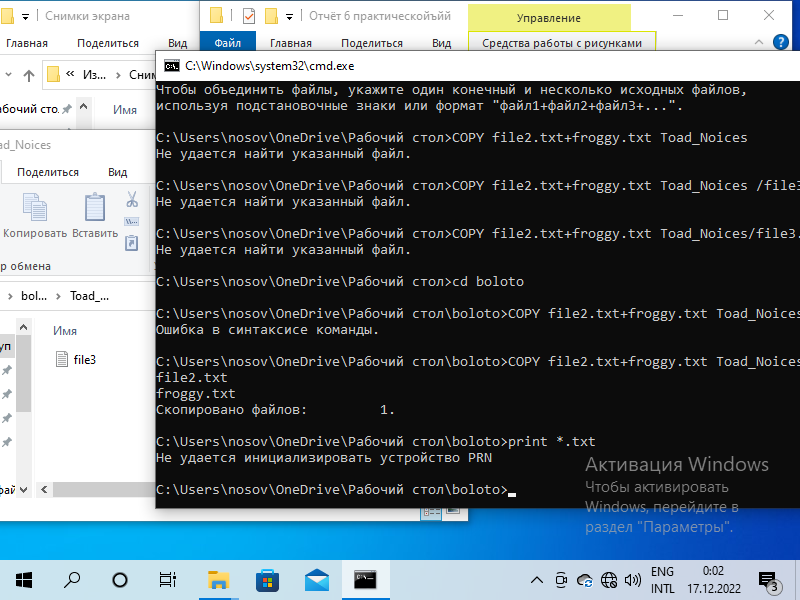 Снимки экрана
Отчёт 6 практическойъйй
Управление
Главная
Поделиться
Вид
Файл
Главная
Поделиться
Вид
Средства работы с рисунками
« Из... › Сним
абочий сто.
Имя
C:\Windows\system32\cmd.exe
Чтобы объединить файлы, укажите один конечный и несколько исходных файлов,
используя подстановочные знаки или формат "файл1+файл2+файл3+...".
C:\Users\nosov\OneDrive\Рабочий стол>COPY file2.txt+froggy.txt Toad_Noices
Не удается найти указанный файл.
C:\Users\nosov\OneDrive\Рабочий стол>COPY file2.txt+froggy.txt Toad_Noices /file3
Не удается найти указанный файл.
C:\Users\nosov\OneDrive\Рабочий стол>COPY file2.txt+froggy.txt Toad_Noices/file3.
Не удается найти указанный файл.
C:\Users\nosov\OneDrive\Рабочий стол>cd boloto
C:\Users\nosov\OneDrive\Рабочий стол\boloto>COPY file2.txt+froggy.txt Toad_Noices
Ошибка в синтаксисе команды.
C:\Users\nosov\OneDrive\Рабочий стол\boloto>COPY file2.txt+froggy.txt Toad_Noices
file2.txt
froggy.txt
Скопировано файлов: 1.
C:\Users\nosov\OneDrive\Рабочий стол\boloto>print *.txt
Не удается инициализировать устройство PRN
C:\Users\nosov\OneDrive\Рабочий стол\boloto>
ad_Noices
Поделиться
Вид
Копировать
Вставить
р обмена
› bol... › Toad_...
Имя
уп
file3
фай
Активация Windows
Чтобы активировать
Windows, перейдите в
раздел "Параметры".
ENG
INTL
0:02
17.12.2022
3